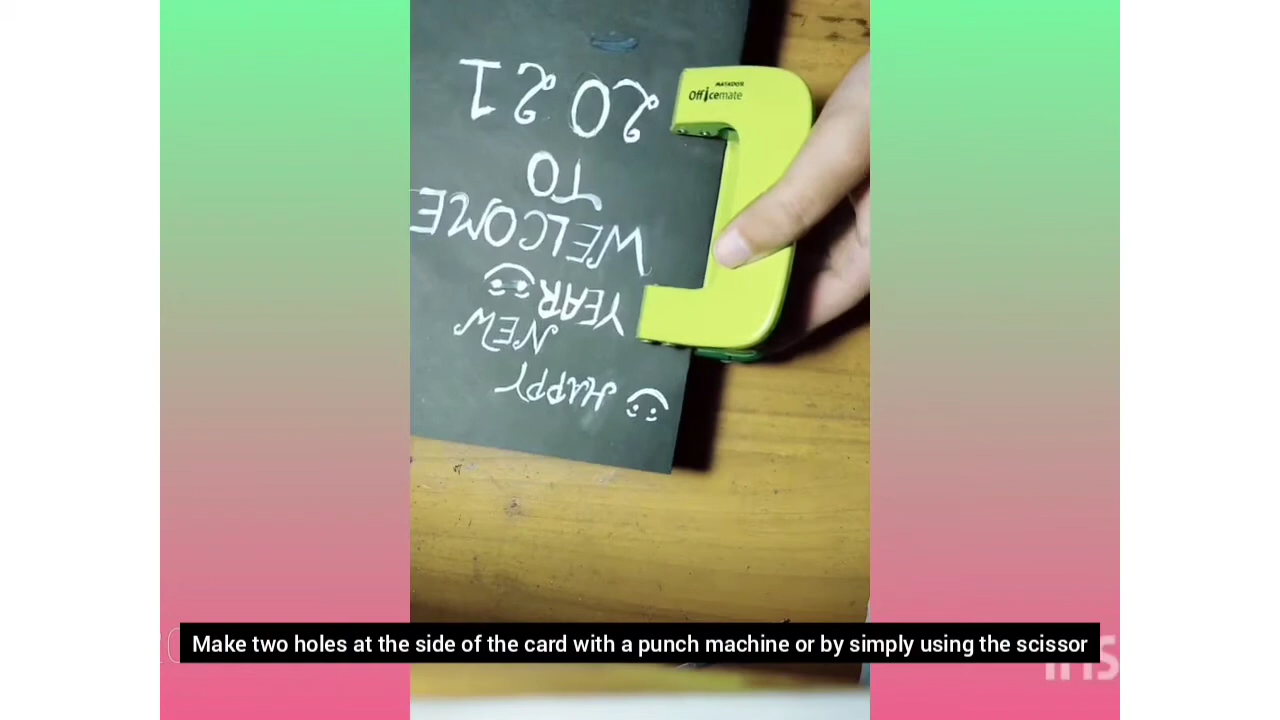 HAPPY
NEW
YEAR
WELCOME
TO
2021
MATADOR
Officemate
Make two holes at the side of the card with a punch machine or by simply using the scissor